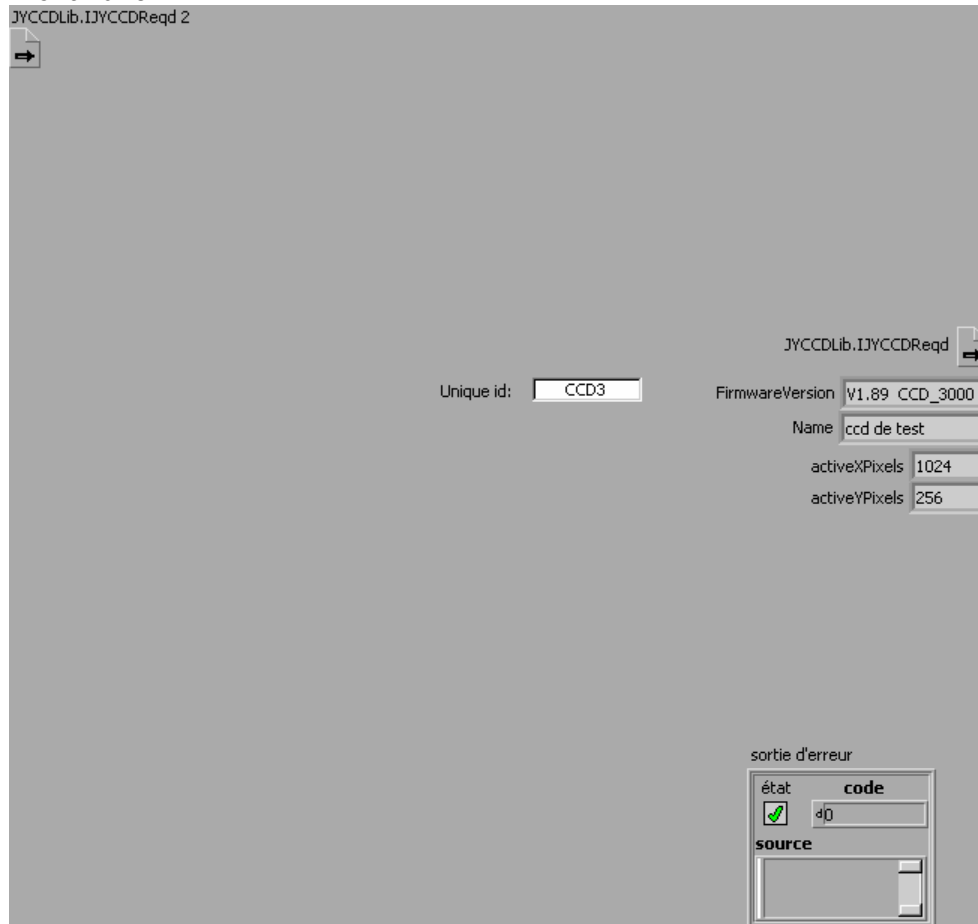 JYCCDLib.IJYCCDReqd 2
JYCCDLib.IJYCCDReqd
Unique id: CCD3
FirmwareVersion V1.89 CCD_3000
Name ccd de test
activeXPixels 1024
activeYPixels 256
sortie d'erreur
état code
d0
source